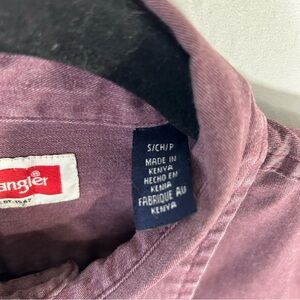 angler
S/CH/P
MADE IN
KENYA
HECHO EN
KENIA
FABRIQUE AU
KENYA